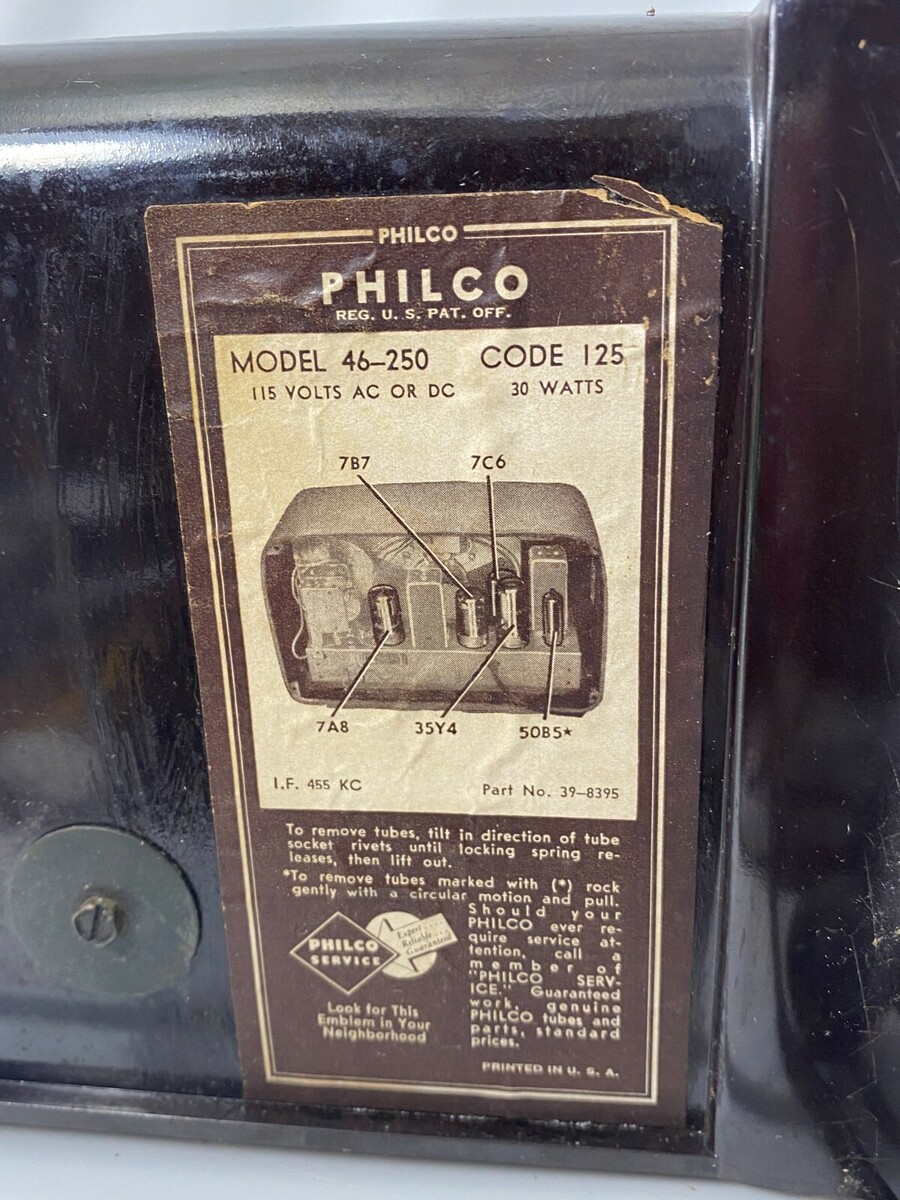 PHILCO
PHILCO
REG. U. S. PAT. OFF.
MODEL 46–250 CODE 125
115 VOLTS AC OR DC 30 WATTS
7B7 7C6
7A8 35Y4 50B5*
I.F. 455 KC Part No. 39–8395
To remove tubes, tilt in direction of tube
socket rivets until locking spring re-
leases, then lift out.
*To remove tubes marked with (*) rock
gently with a circular motion and pull.
PHILCO
SERVICE
Expert....
Reliable...
Guaranteed
Look for This
Emblem in Your
Neighborhood
Should your
PHILCO ever re-
quire service at-
tention, call a
member of
"PHILCO SERV-
ICE." Guaranteed
work, genuine
PHILCO tubes and
parts, standard
prices.
PRINTED IN U. S. A.